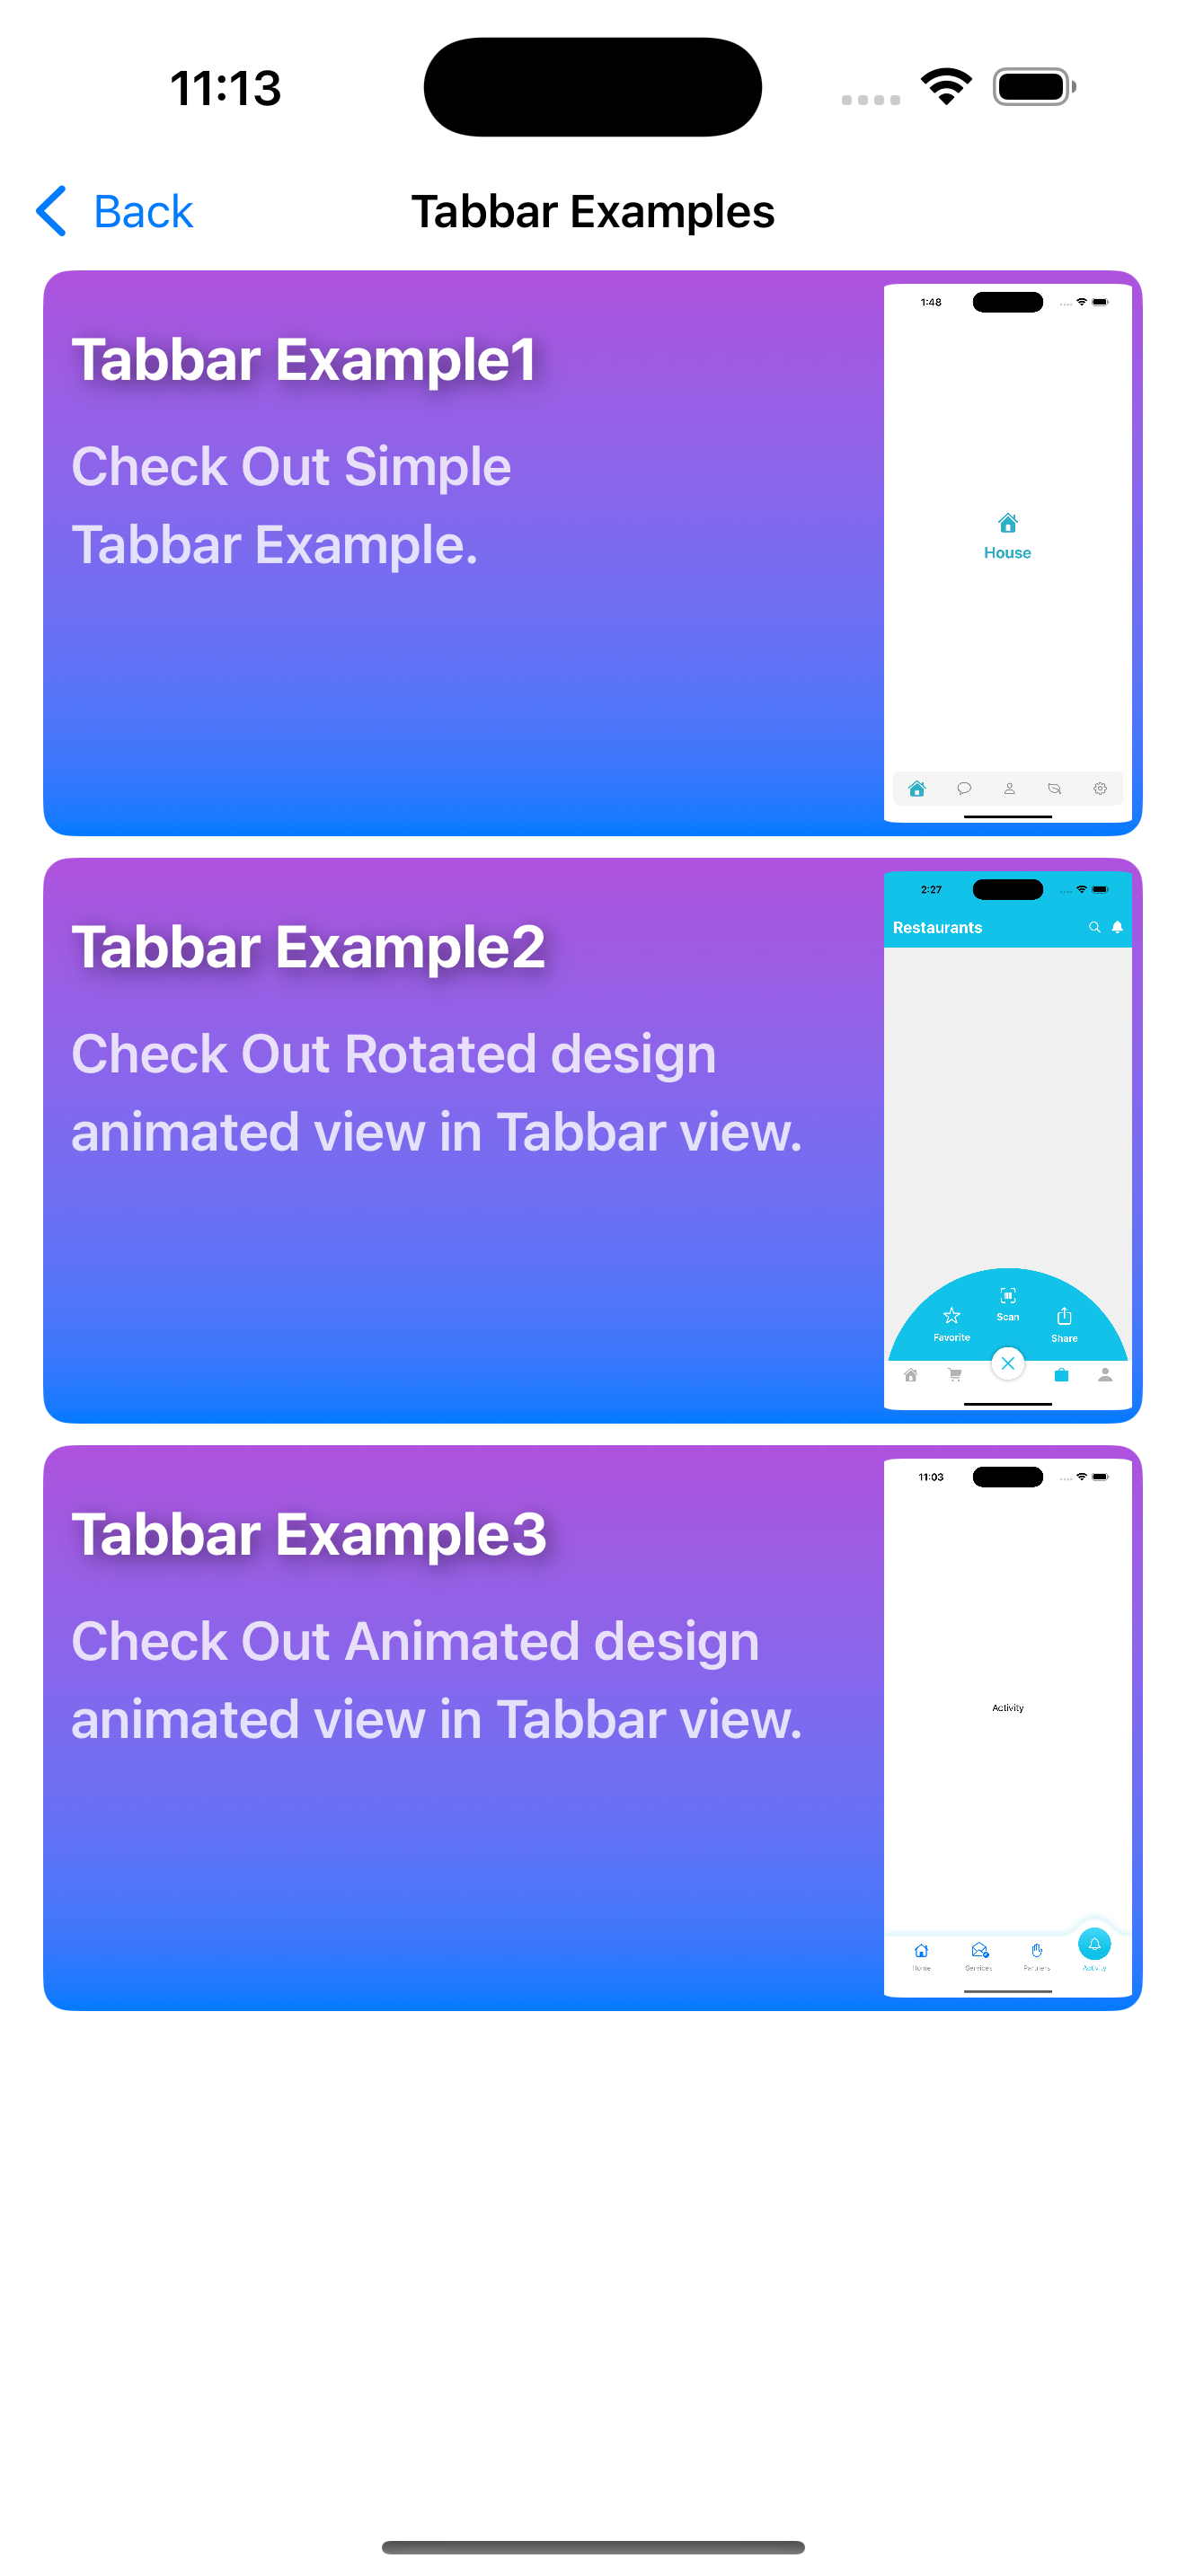 11:13
Back
Tabbar Examples
Tabbar Example1
Check Out Simple
Tabbar Example.
1:48
House
Tabbar Example2
Check Out Rotated design
animated view in Tabbar view.
2:27
Restaurants
Scan
Favorite
Share
Tabbar Example3
Check Out Animated design
animated view in Tabbar view.
11:03
Activity
Home
Services
Partners
Activity